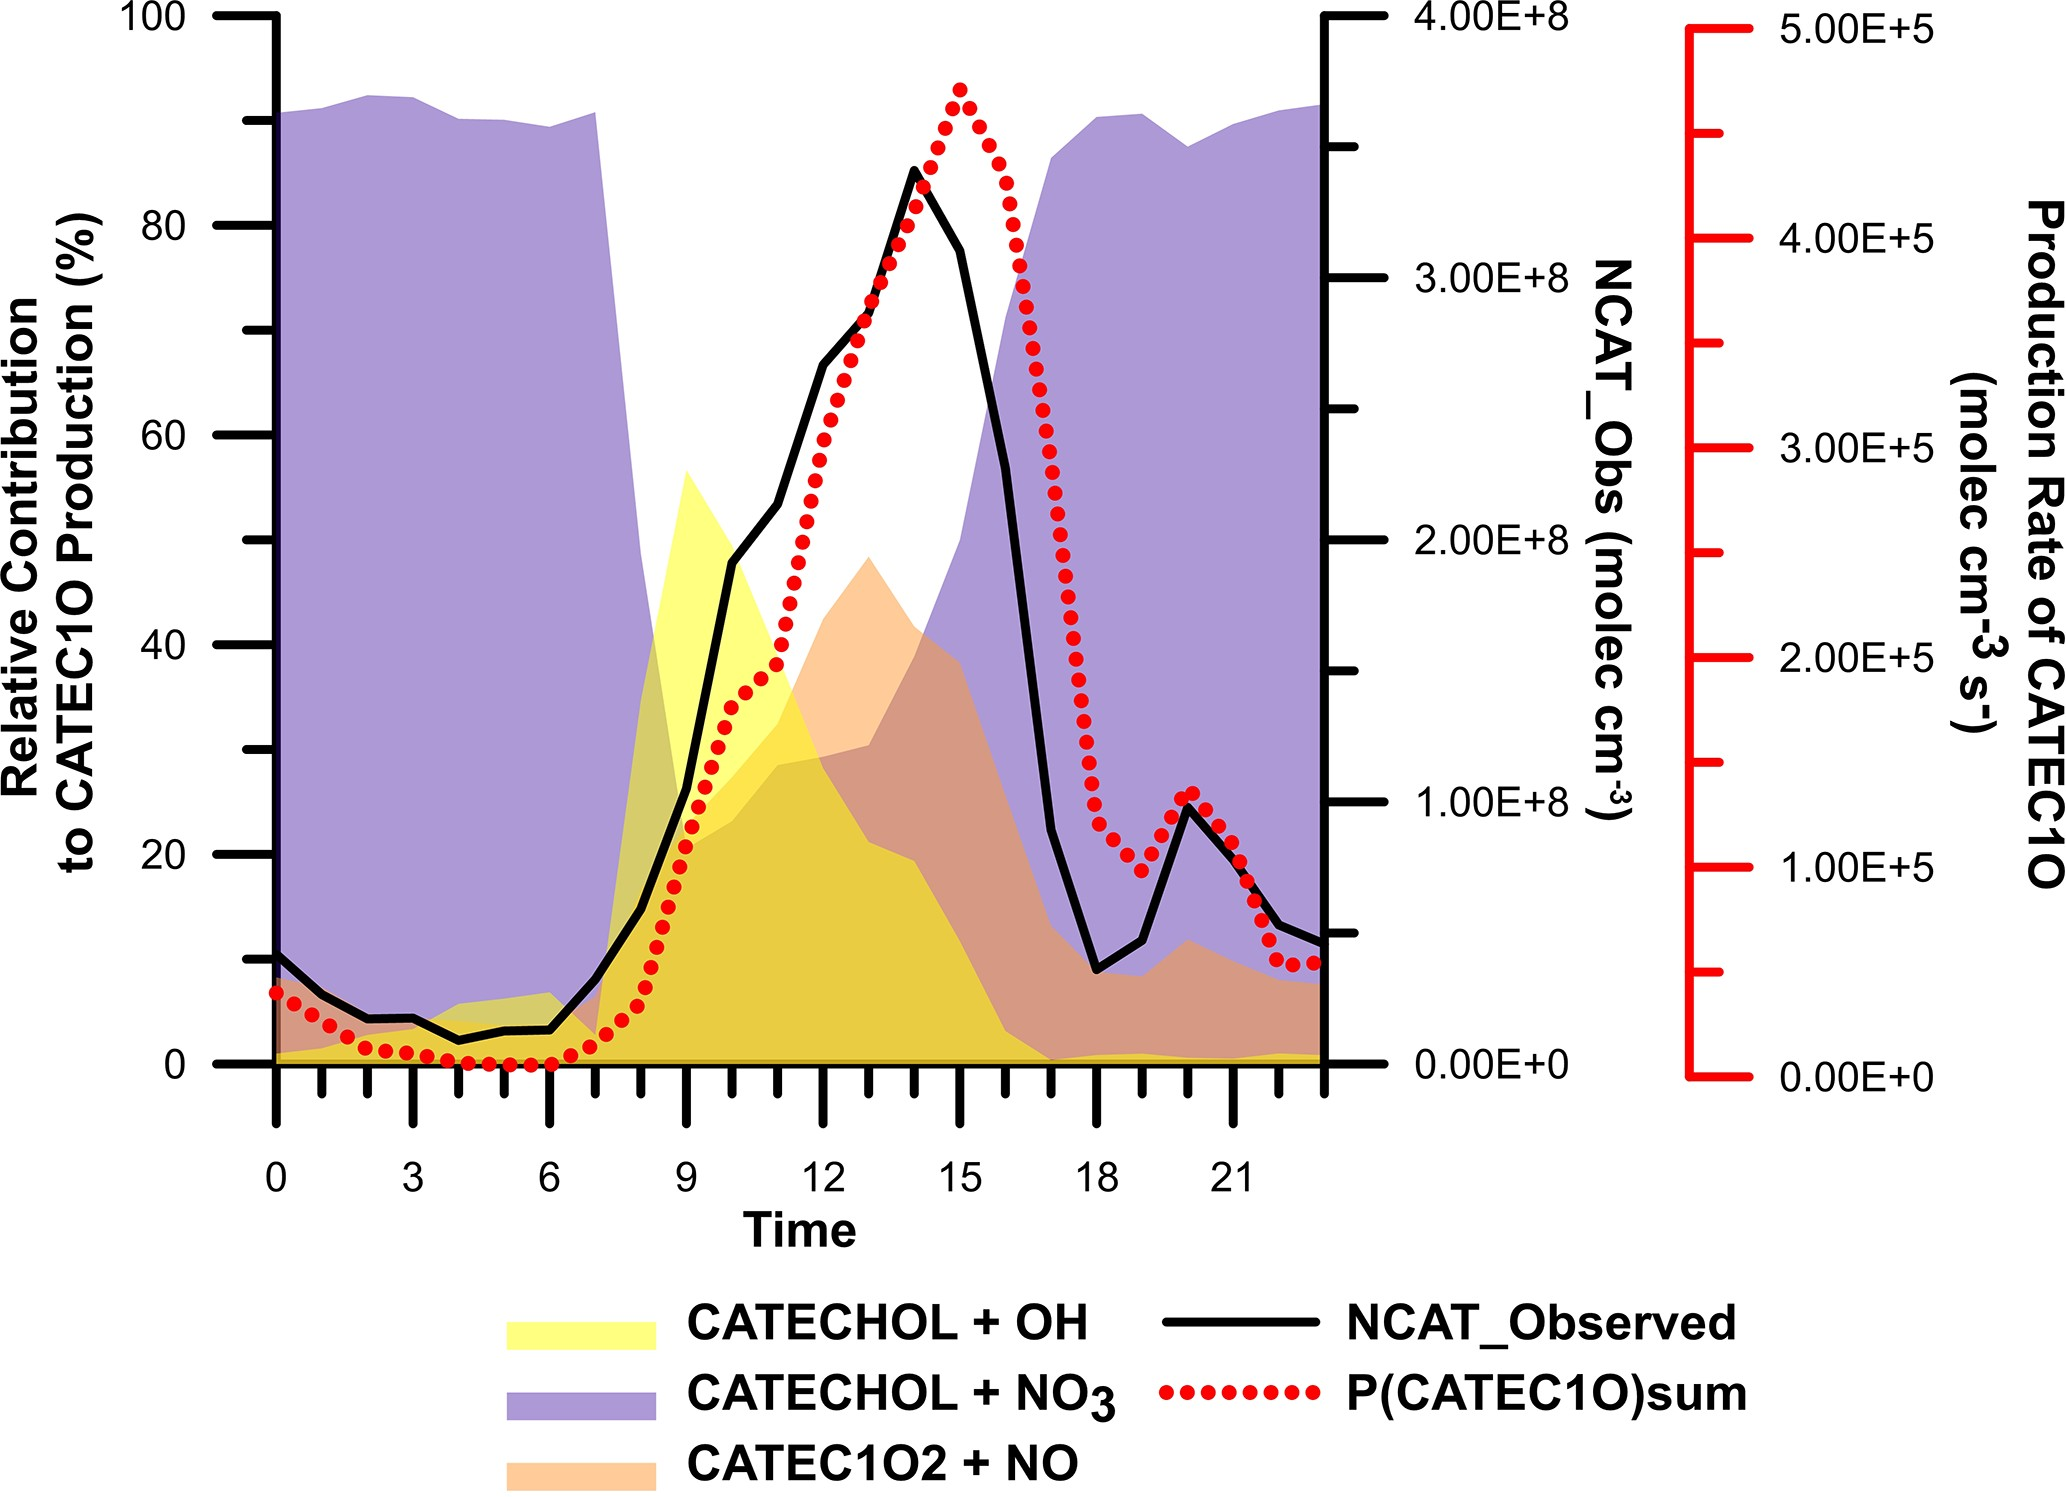 Relative Contribution
to CATEC1O Production (%)
100
80
60
40
20
0
4.00E+8
3.00E+8
2.00E+8
1.00E+8
0.00E+0
NCAT_Obs (molec cm-3)
5.00E+5
4.00E+5
3.00E+5
2.00E+5
1.00E+5
0.00E+0
Production Rate of CATEC1O
(molec cm-3 s-)
0 3 6 9 12 15 18 21
Time
CATECHOL + OH
CATECHOL + NO3
CATEC1O2 + NO
NCAT_Observed
P(CATEC1O)sum